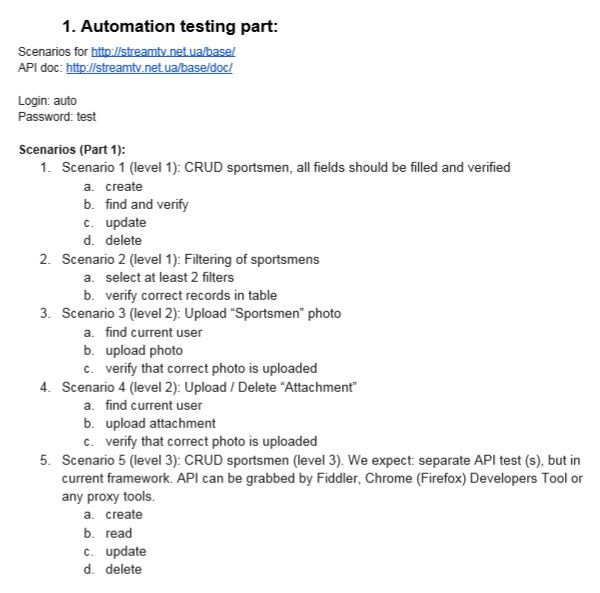 1. Automation testing part:
Scenarios for http://streamtv.net.ua/base/
API doc: http://streamtv.net.ua/base/doc/
Login: auto
Password: test
Scenarios (Part 1):
1. Scenario 1 (level 1): CRUD sportsmen, all fields should be filled and verified
a. create
b. find and verify
c. update
d. delete
2. Scenario 2 (level 1): Filtering of sportsmens
a. select at least 2 filters
b. verify correct records in table
3. Scenario 3 (level 2): Upload “Sportsmen” photo
a. find current user
b. upload photo
c. verify that correct photo is uploaded
4. Scenario 4 (level 2): Upload / Delete “Attachment”
a. find current user
b. upload attachment
c. verify that correct photo is uploaded
5. Scenario 5 (level 3): CRUD sportsmen (level 3). We expect: separate API test (s), but in
current framework. API can be grabbed by Fiddler, Chrome (Firefox) Developers Tool or
any proxy tools.
a. create
b. read
c. update
d. delete